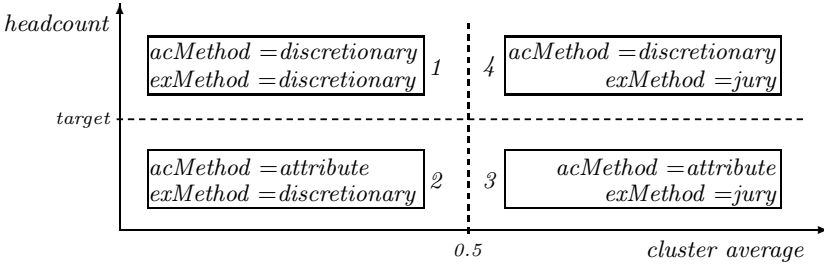 headcount
acMethod =discretionary
exMethod =discretionary
1
4
acMethod =discretionary
exMethod =jury
target
acMethod =attribute
exMethod =discretionary
2
3
acMethod =attribute
exMethod =jury
0.5
cluster average